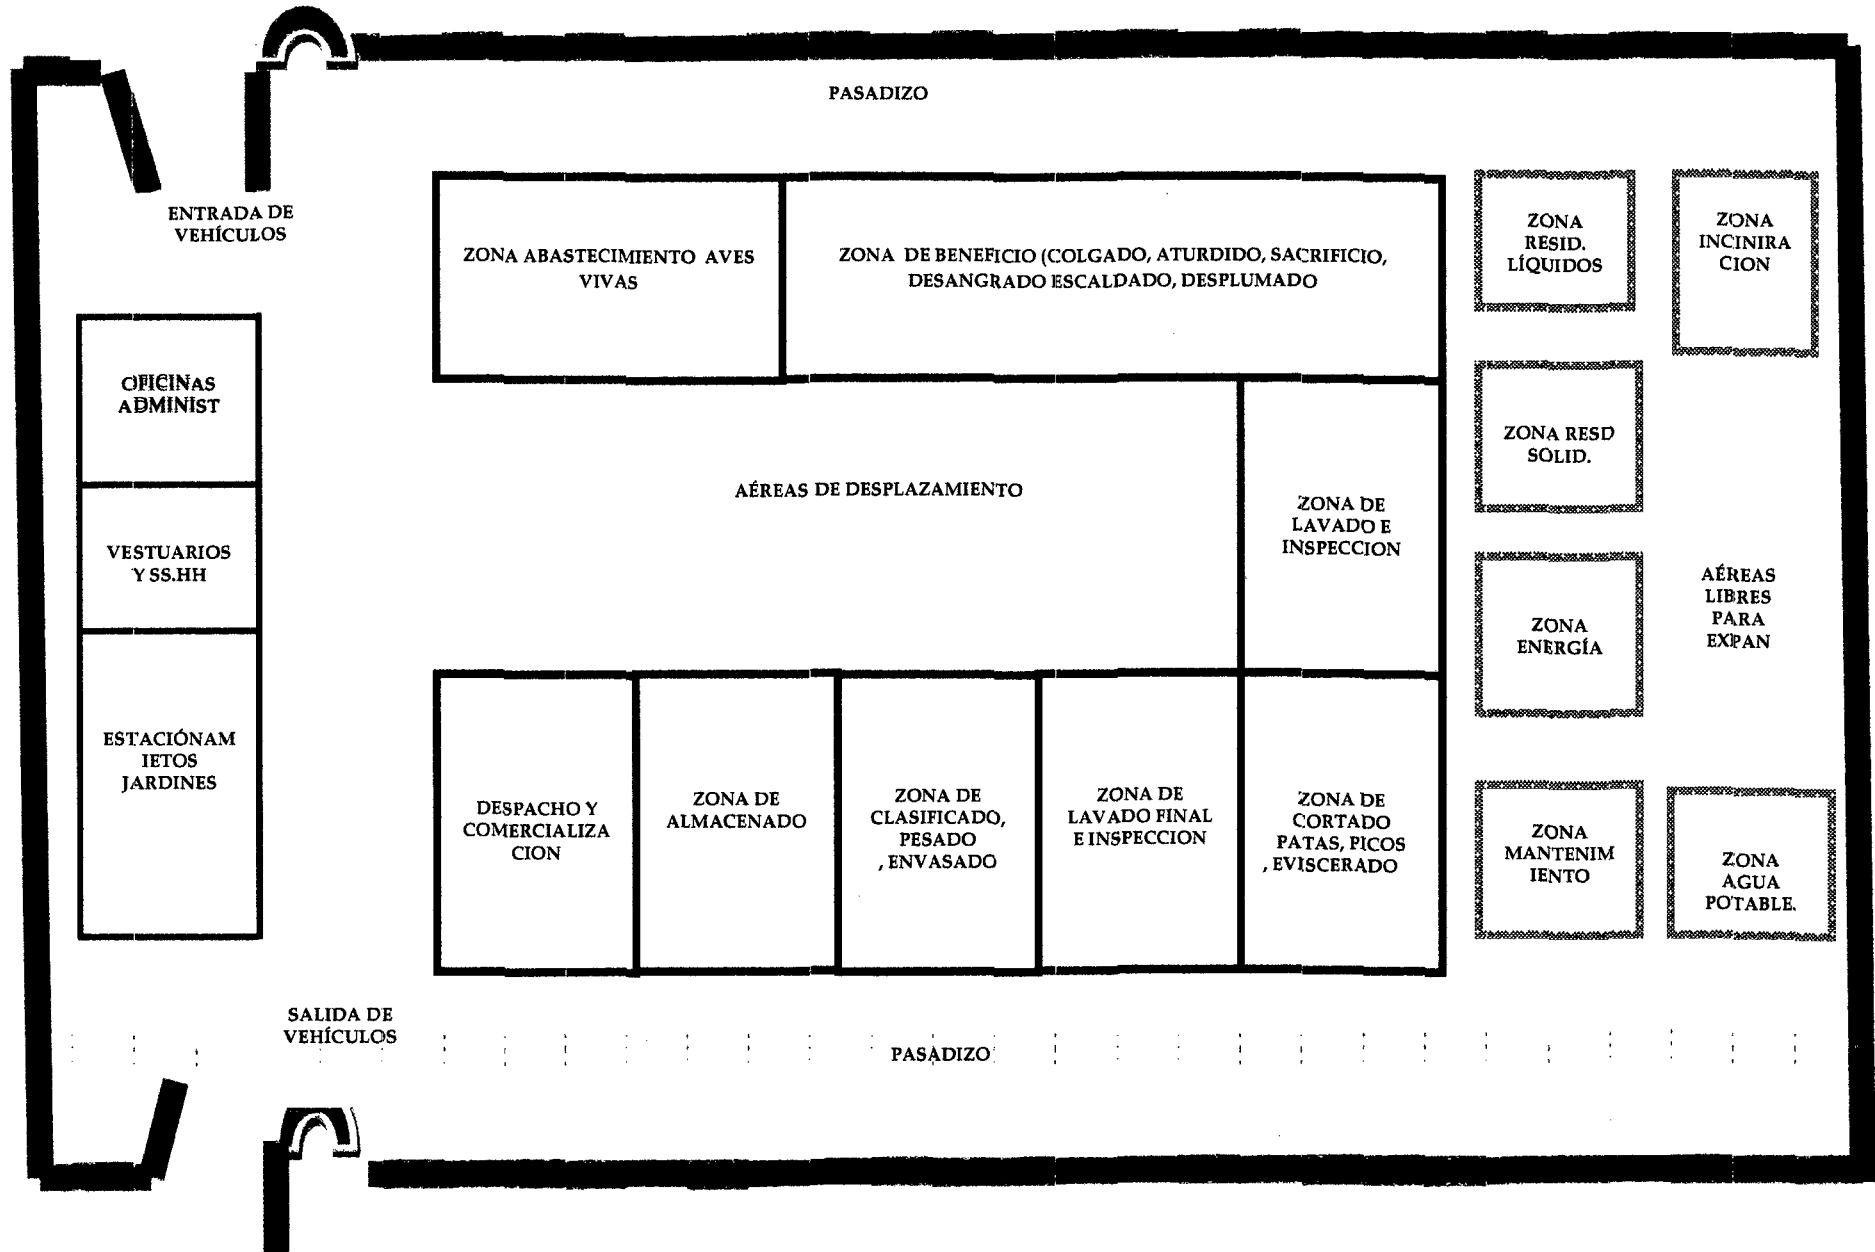 PASADIZO
ENTRADA DE
VEHÍCULOS
ZONA ABASTECIMIENTO AVES
VIVAS
ZONA DE BENEFICIO (COLGADO, ATURDIDO, SACRIFICIO,
DESANGRADO ESCALDADO, DESPLUMADO
ZONA
RESID.
LÍQUIDOS
ZONA
INCINIRA
CION
OFICINAS
ADMINIST
VESTUARIOS
Y SS.HH
ESTACIÓNAM
IETOS
JARDINES
AÉREAS DE DESPLAZAMIENTO
ZONA DE
LAVADO E
INSPECCION
ZONA RESD
SOLID.
ZONA
ENERGÍA
AÉREAS
LIBRES
PARA
EXPAN
DESPACHO Y
COMERCIALIZA
CION
ZONA DE
ALMACENADO
ZONA DE
CLASIFICADO,
PESADO
, ENVASADO
ZONA DE
LAVADO FINAL
E INSPECCION
ZONA DE
CORTADO
PATAS, PICOS
, EVISCERADO
ZONA
MANTENIM
IENTO
ZONA
AGUA
POTABLE.
SALIDA DE
VEHÍCULOS
PASADIZO